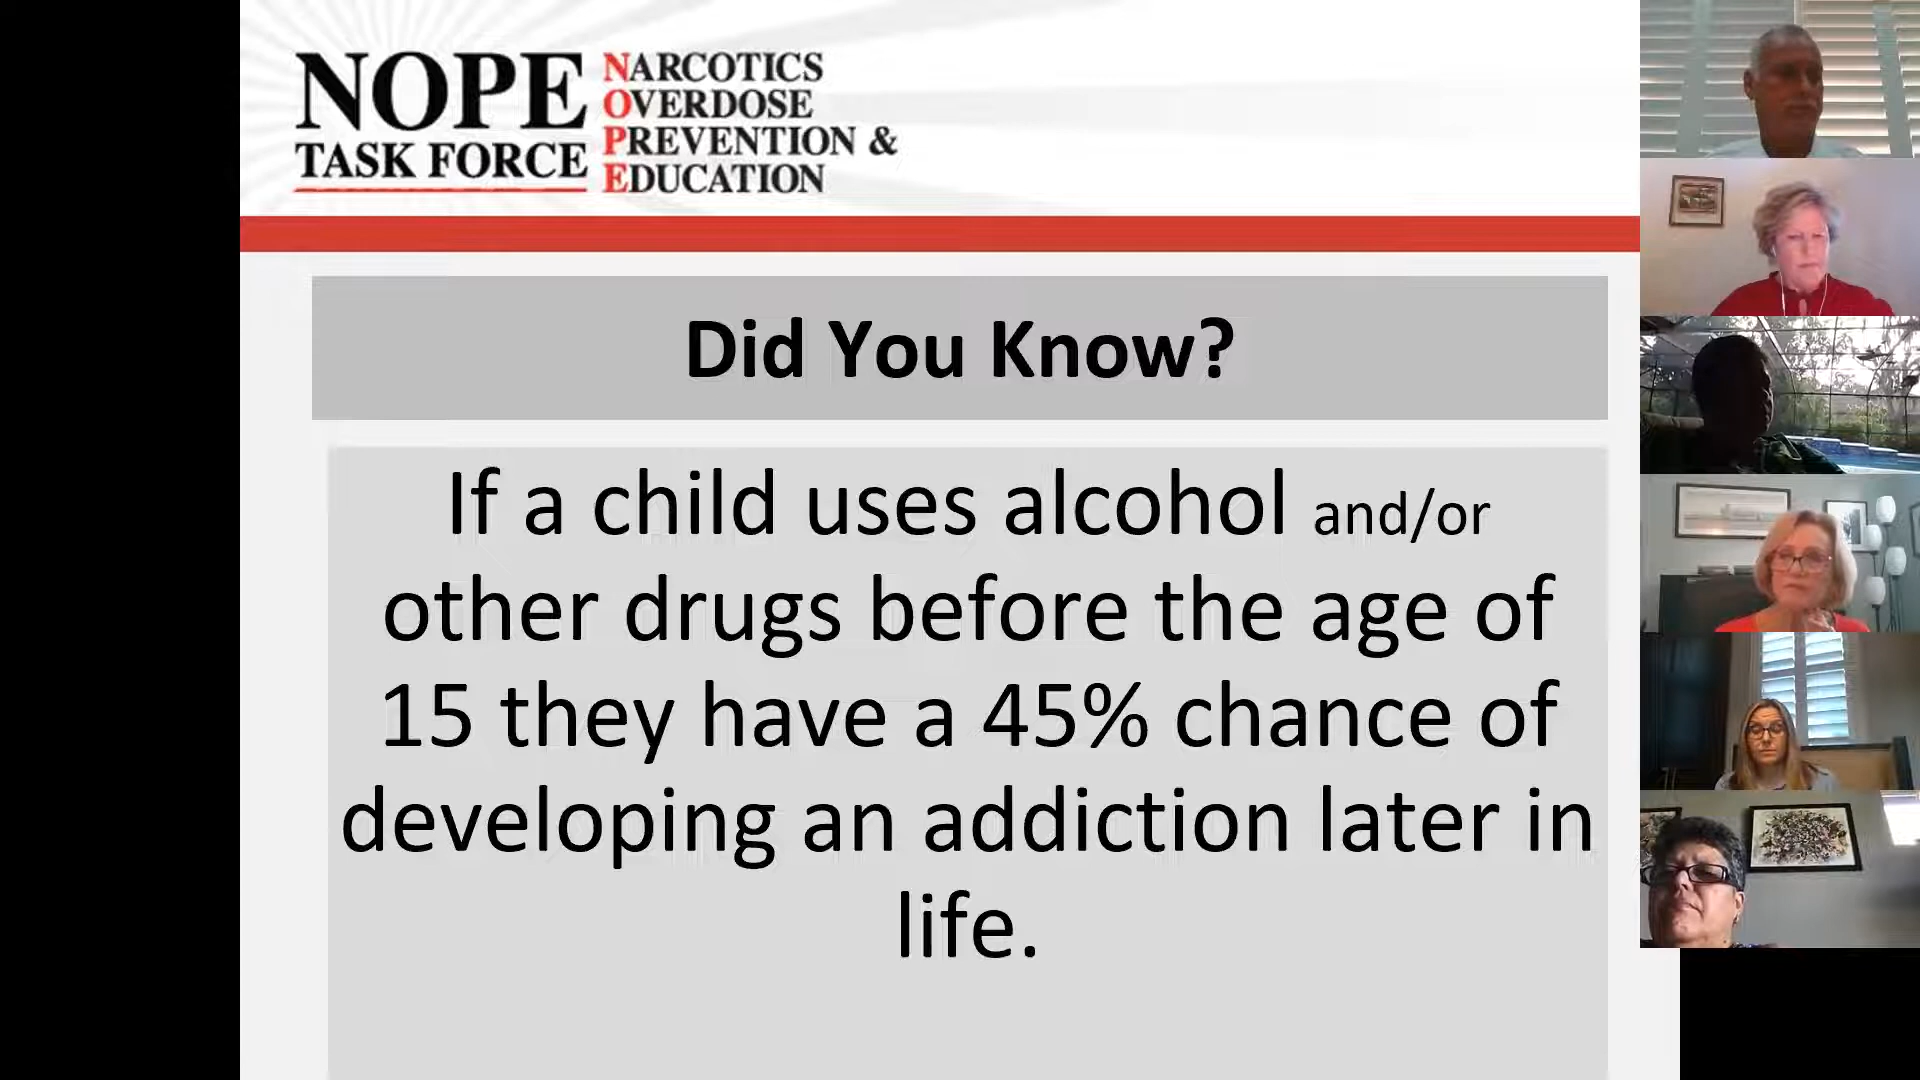 NOPE
TASK FORCE
NARCOTICS
OVERDOSE
PREVENTION &
EDUCATION
Did You Know?
If a child uses alcohol and/or
other drugs before the age of
15 they have a 45% chance of
developing an addiction later in
life.